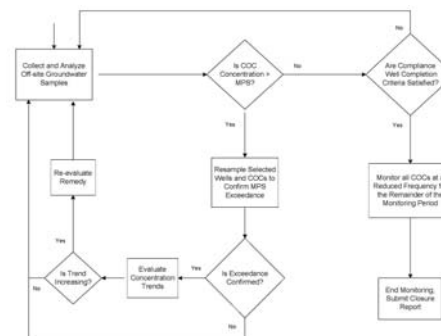 No
Collect and Analyze
Off-site Groundwater
Samples
Is COC
Concentration >
MPS?
No
Are Compliance
Well Completion
Criteria Satisfied?
Yes
Yes
Re-evaluate
Remedy
Resample Selected
Wells and COCs to
Confirm MPS
Exceedance
Monitor all COCs at a
Reduced Frequency
the Remainder of the
Monitoring Period
Yes
Is Trend
Increasing?
Evaluate
Concentration
Trends
Yes
Is Exceedance
Confirmed?
No
End Monitoring,
Submit Closure
Report
No